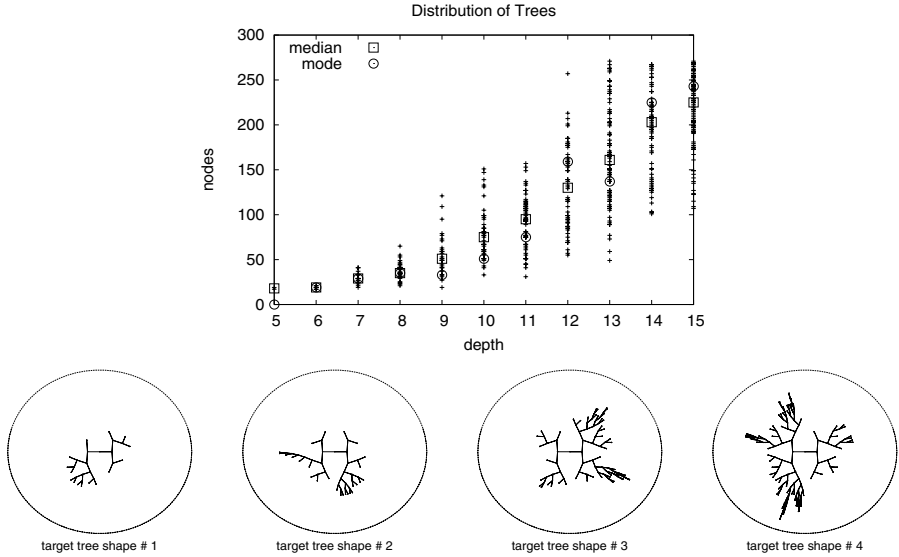 Distribution of Trees
300
250
200
150
100
50
0
nodes
median
mode
5 6 7 8 9 10 11 12 13 14 15
depth
target tree shape # 1
target tree shape # 2
target tree shape # 3
target tree shape # 4